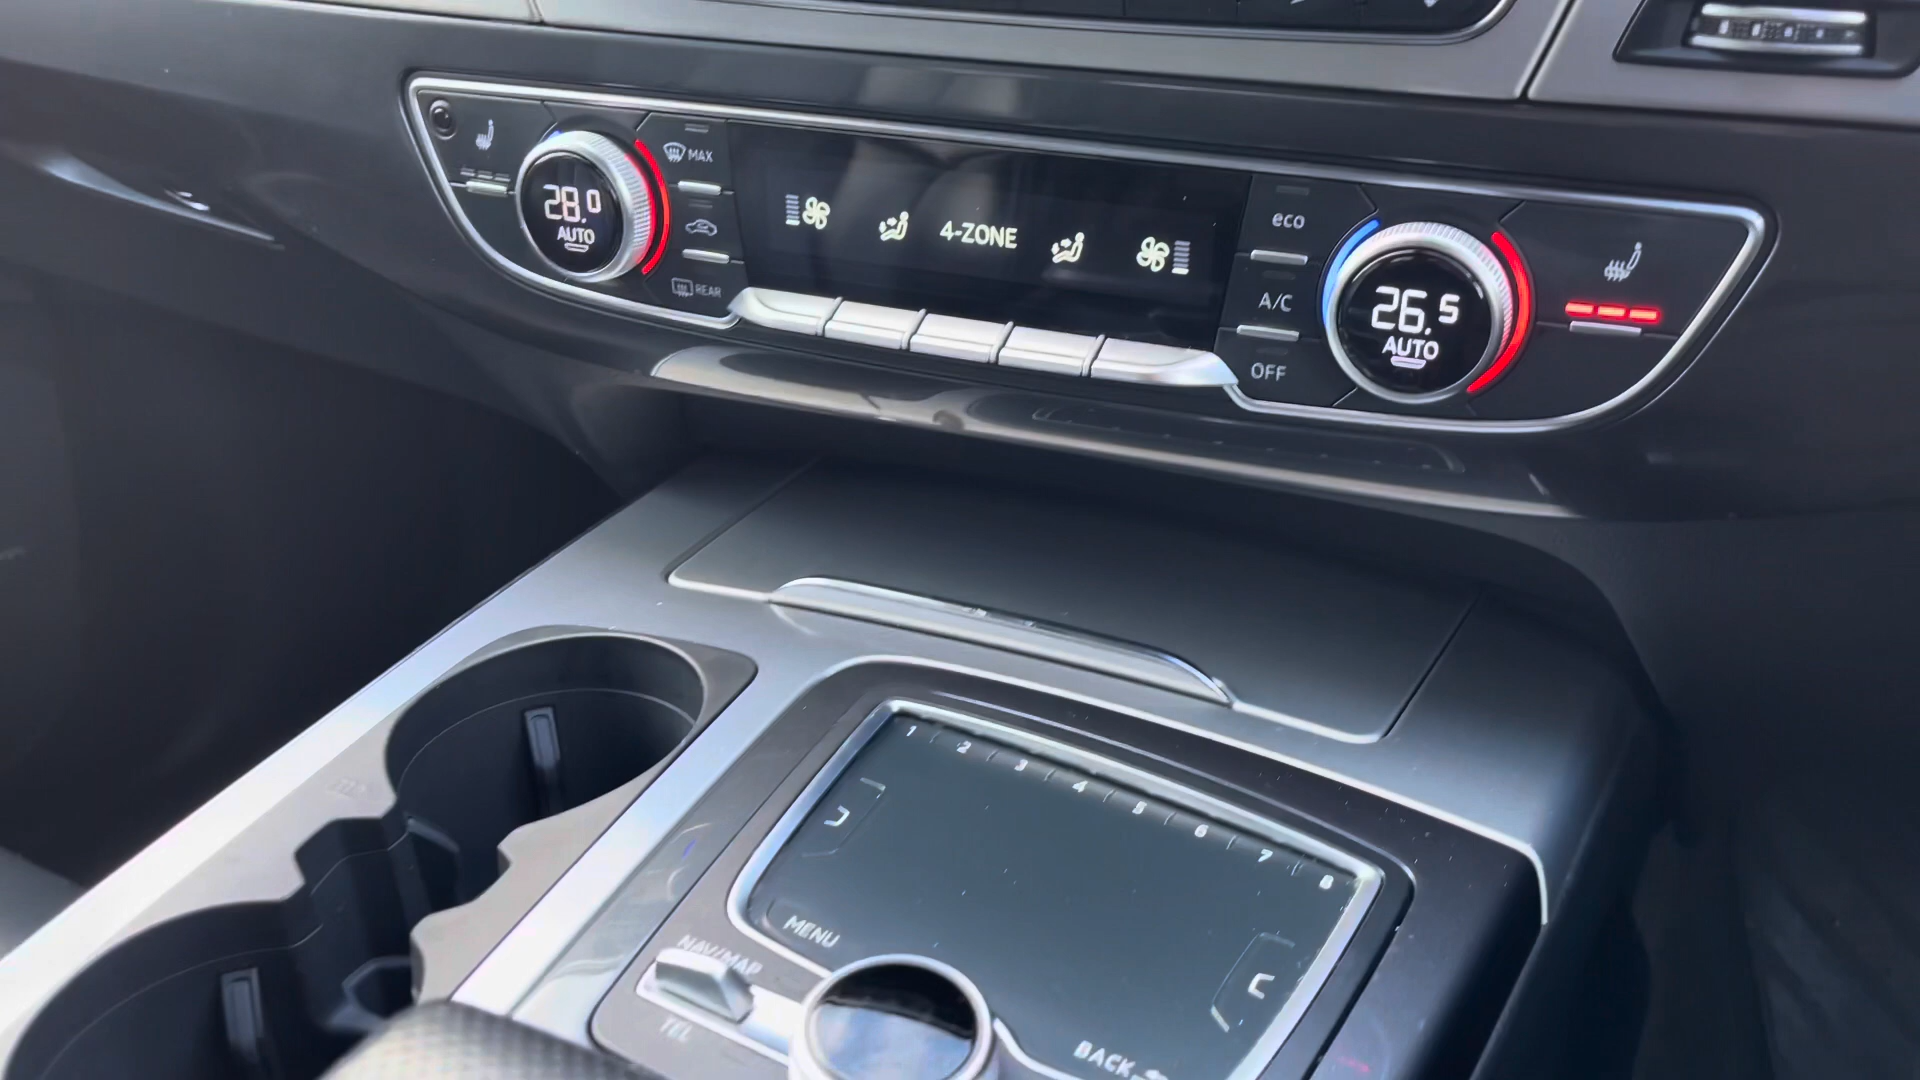 28.0
AUTO
MAX
REAR
4-ZONE
eco
A/C
OFF
26.5
AUTO
1
2
3
4
5
6
7
8
MENU
NAV/MAP
TEL
BACK